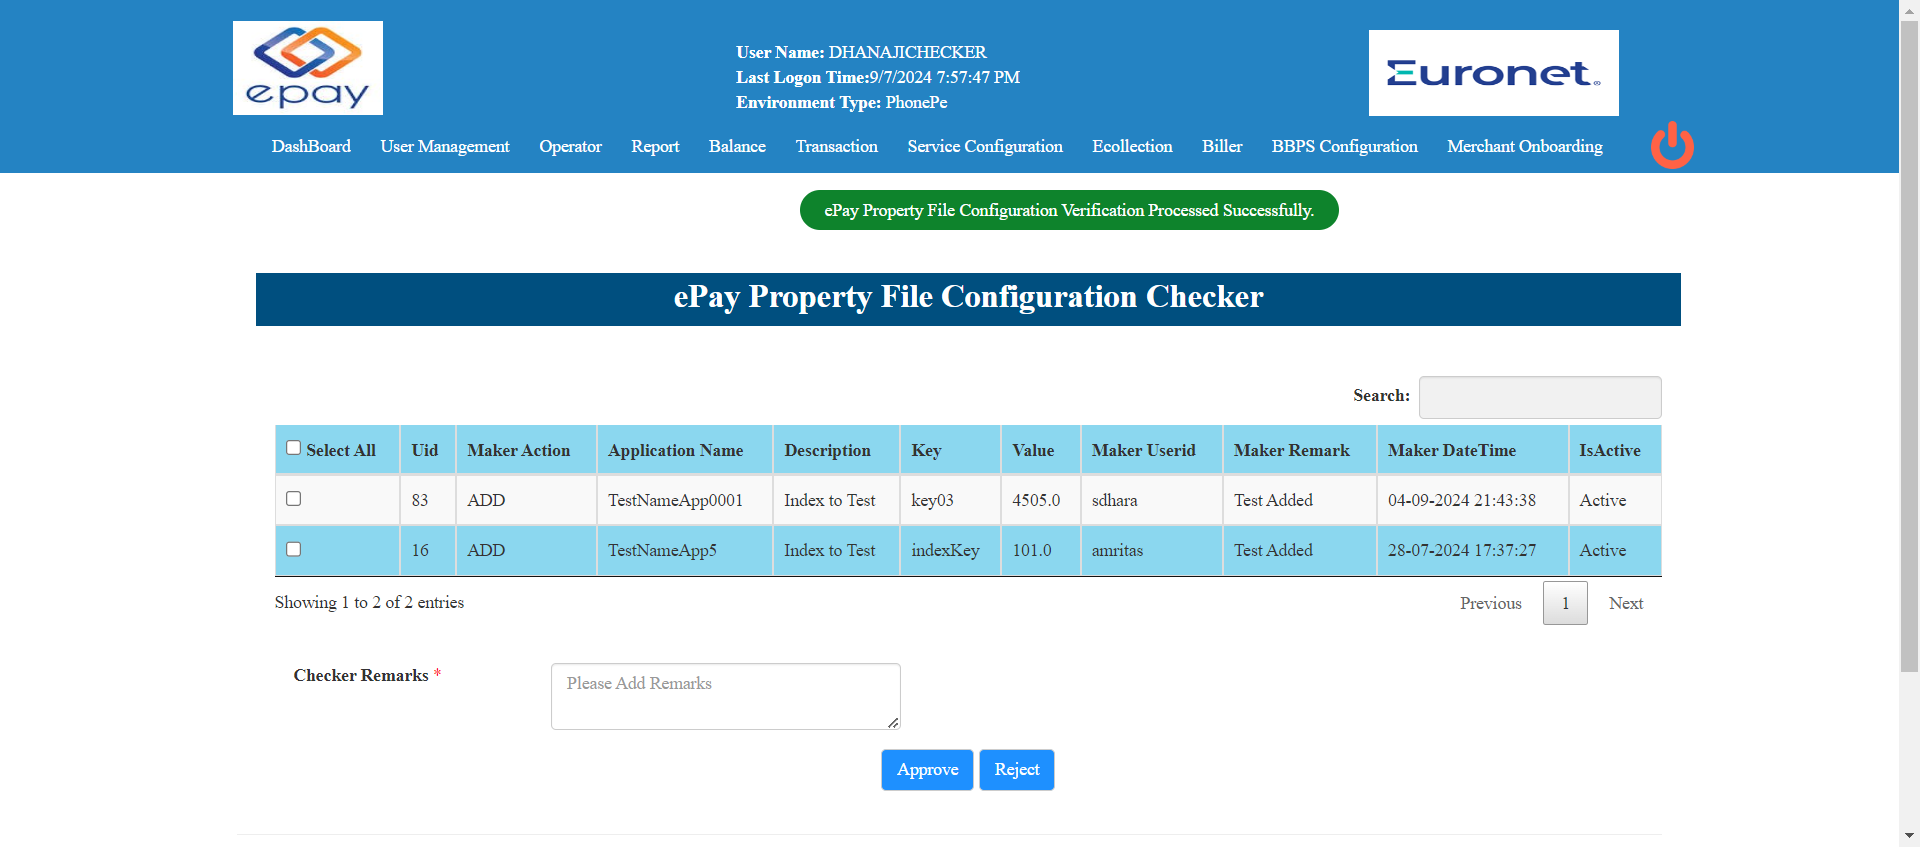 epay
User Name: DHANAJICHECKER
Last Logon Time:9/7/2024 7:57:47 PM
Environment Type: PhonePe
Euronet®
DashBoard User Management Operator Report Balance Transaction Service Configuration Ecollection Biller BBPS Configuration Merchant Onboarding
ePay Property File Configuration Verification Processed Successfully.
ePay Property File Configuration Checker
Search:
Select All Uid Maker Action Application Name Description Key Value Maker Userid Maker Remark Maker DateTime IsActive
83 ADD TestNameApp0001 Index to Test key03 4505.0 sdhara Test Added 04-09-2024 21:43:38 Active
16 ADD TestNameApp5 Index to Test indexKey 101.0 amritas Test Added 28-07-2024 17:37:27 Active
Showing 1 to 2 of 2 entries
Previous 1 Next
Checker Remarks *
Please Add Remarks
Approve Reject